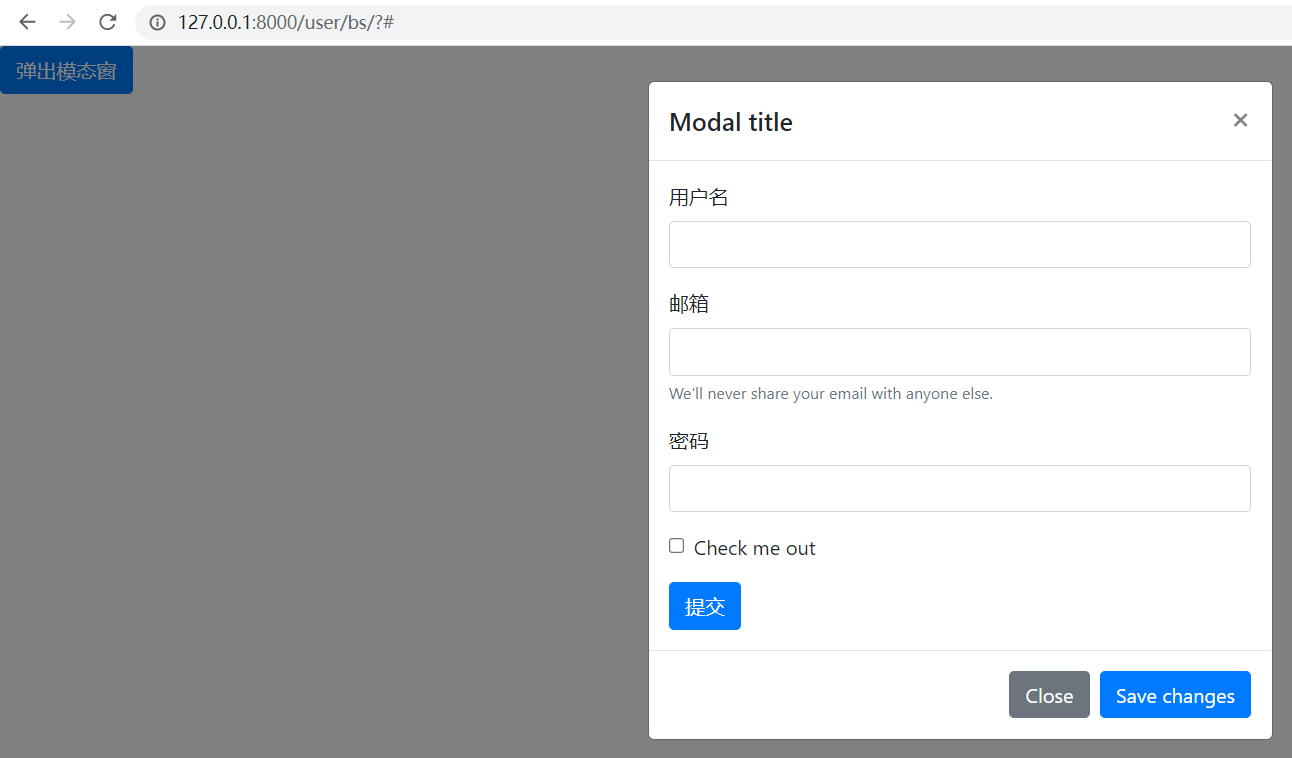 127.0.0.1:8000/user/bs/?#
弹出模态窗
Modal title
×
用户名
邮箱
We'll never share your email with anyone else.
密码
Check me out
提交
Close
Save changes